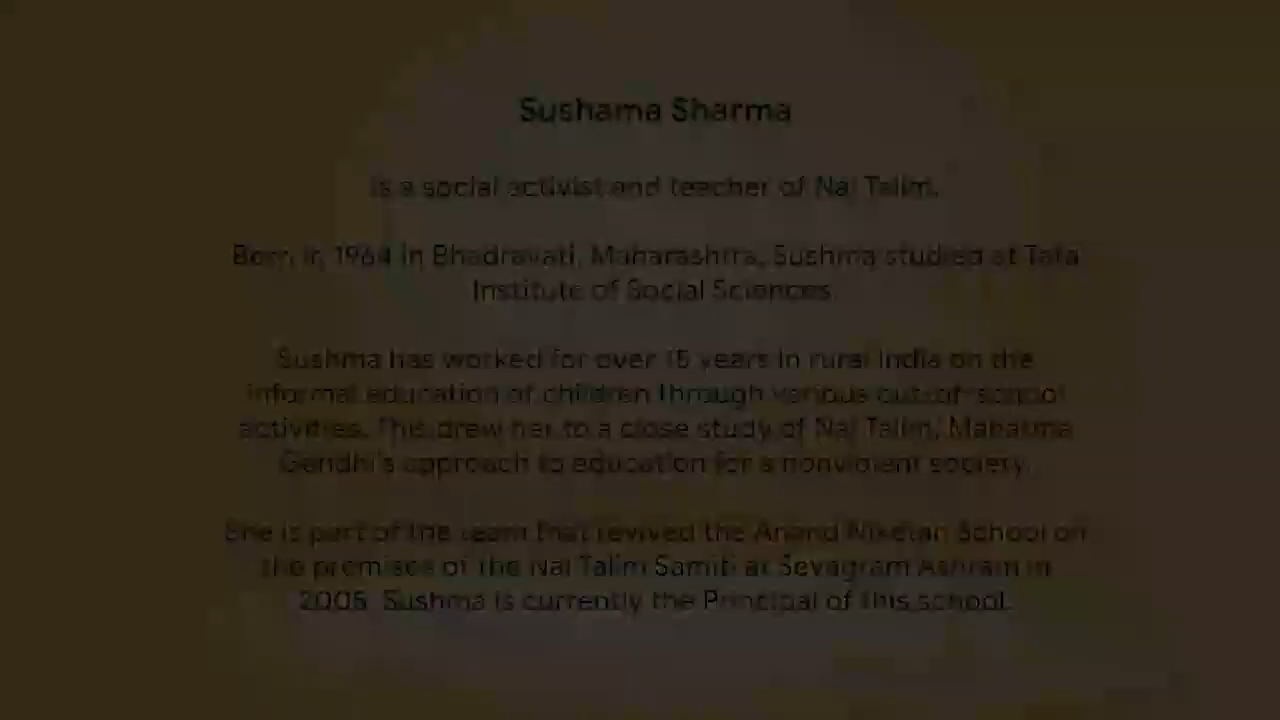 Sushama Sharma
is a social activist and teacher of Nai Talim.
Born in 1964 in Bhadravati, Maharashtra, Sushma studied at Tata
Institute of Social Sciences
Sushma has worked for over 15 years in rural India on the
informal education of children through various out-of-school
activities. This drew her to a close study of Nai Talim, Mahatma
Gandhi's approach to education for a nonviolent society.
She is part of the team that revived the Anand Niketan School on
the premises of the Nai Talim Samiti at Sevagram Ashram in
2005. Sushma is currently the Principal of this school.